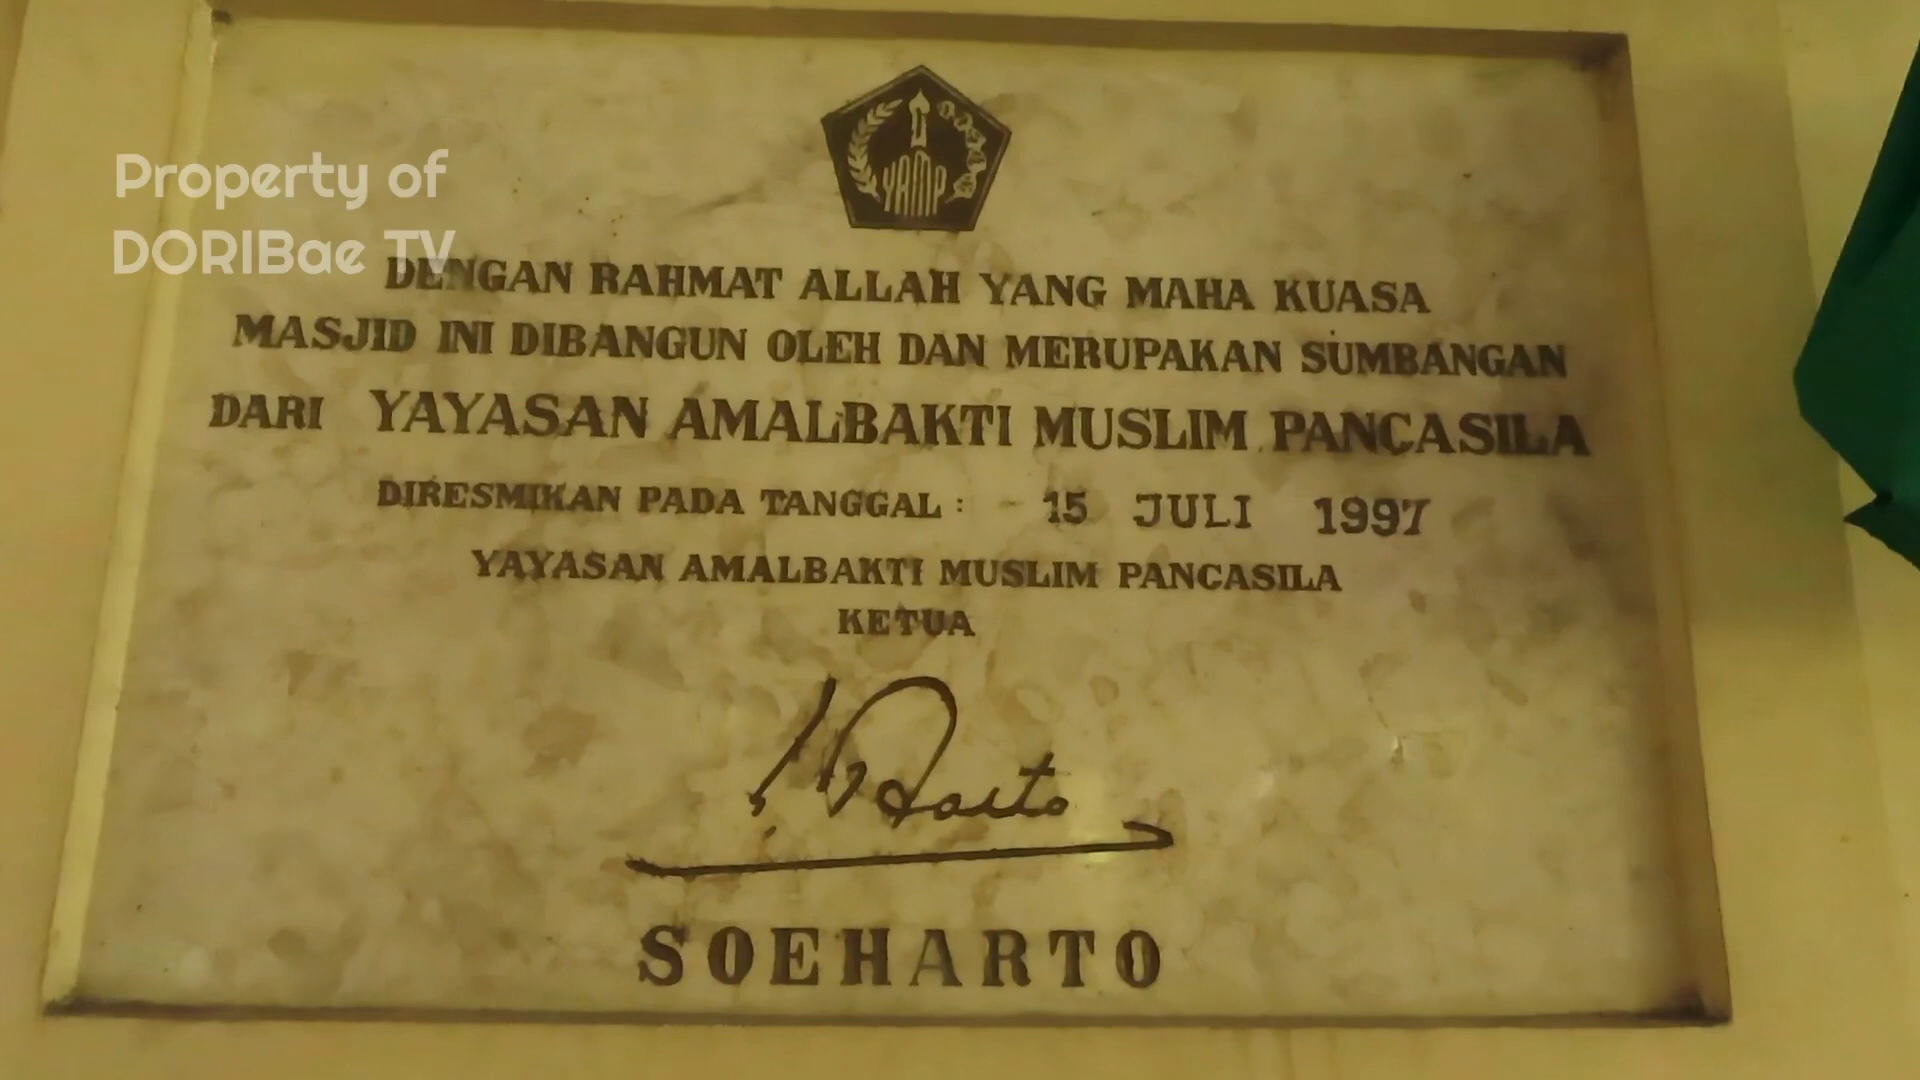 Property of
DORIBae TV
YAMP
DENGAN RAHMAT ALLAH YANG MAHA KUASA
MASJID INI DIBANGUN OLEH DAN MERUPAKAN SUMBANGAN
DARI YAYASAN AMALBAKTI MUSLIM PANCASILA
DIRESMIKAN PADA TANGGAL : 15 JULI 1997
YAYASAN AMALBAKTI MUSLIM PANCASILA
KETUA
SOEHARTO